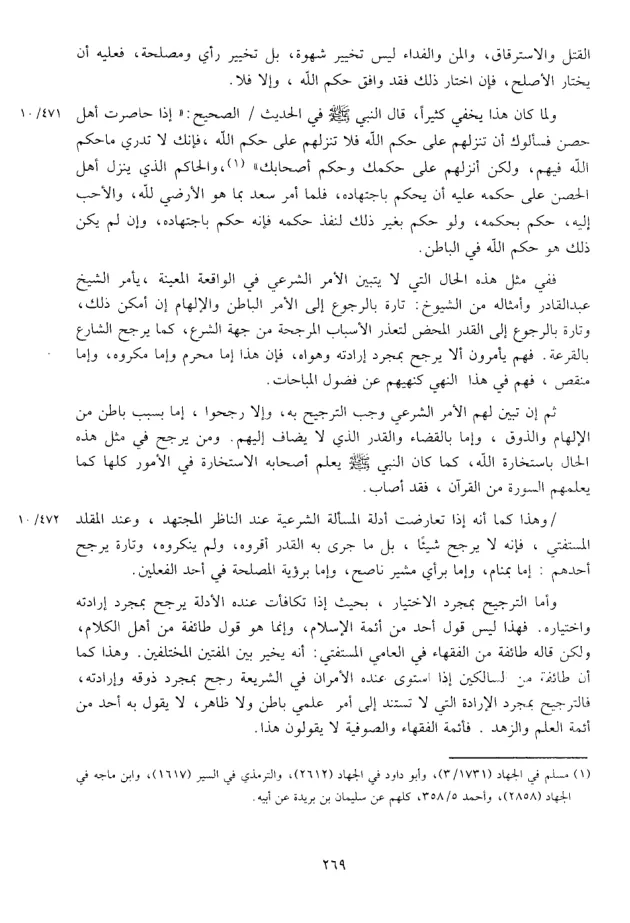 القتل والاسترقاق، والمن والفداء ليس تخيير شهوة، بل تخيير رأي ومصلحة، فعليه أن
يختار الأصلح، فإن اختار ذلك فقد وافق حكم الله ، وإلا فلا.
ولما كان هذا يخفي كثيراً، قال النبي ﷺ في الحديث / الصحيح:« إذا حاصرت أهل ١٠/٤٧١
حصن فسألوك أن تنزلهم على حكم الله فلا تنزلهم على حكم الله ،فإنك لا تدري ماحكم
الله فيهم، ولكن أنزلهم على حكمك وحكم أصحابك» (١)،والحاكم الذي ينزل أهل
الحصن على حكمه عليه أن يحكم باجتهاده، فلما أمر سعد بما هو الأرضي لله، والأحب
إليه، حكم بحكمه، ولو حكم بغير ذلك لنفذ حكمه فإنه حكم باجتهاده، وإن لم يكن
ذلك هو حكم الله في الباطن.
ففي مثل هذه الحال التي لا يتبين الأمر الشرعي في الواقعة المعينة ،يأمر الشيخ
عبدالقادر وأمثاله من الشيوخ: تارة بالرجوع إلى الأمر الباطن والإلهام إن أمكن ذلك،
وتارة بالرجوع إلى القدر المحض لتعذر الأسباب المرجحة من جهة الشرع، كما يرجح الشارع
بالقرعة. فهم يأمرون ألا يرجح بمجرد إرادته وهواه، فإن هذا إما محرم وإما مكروه، وإما
منقص ، فهم في هذا النهي كنهيهم عن فضول المباحات.
ثم إن تبين لهم الأمر الشرعي وجب الترجيح به، وإلا رجحوا ، إما بسبب باطن من
الإلهام والذوق ، وإما بالقضاء والقدر الذي لا يضاف إليهم. ومن يرجح في مثل هذه
الحال باستخارة الله، كما كان النبي ﷺ يعلم أصحابه الاستخارة في الأمور كلها كما
يعلمهم السورة من القرآن ، فقد أصاب.
/وهذا كما أنه إذا تعارضت أدلة المسألة الشرعية عند الناظر المجتهد ، وعند المقلد ١٠/٤٧٢
المستفتي ، فإنه لا يرجح شيئًا ، بل ما جرى به القدر أقروه، ولم ينكروه، وتارة يرجح
أحدهم : إما بمنام، وإما برأي مشير ناصح، وإما برؤية المصلحة في أحد الفعلين.
وأما الترجيح بمجرد الاختيار ، بحيث إذا تكافأت عنده الأدلة يرجح بمجرد إرادته
واختياره. فهذا ليس قول أحد من أئمة الإسلام، وإنما هو قول طائفة من أهل الكلام،
ولكن قاله طائفة من الفقهاء في العامي المستفتي: أنه يخير بين المفتين المختلفين. وهذا كما
أن طائفة من السالكين إذا استوى عنده الأمران في الشريعة رجح بمجرد ذوقه وإرادته،
فالترجيح بمجرد الإرادة التي لا تستند إلى أمر علمي باطن ولا ظاهر، لا يقول به أحد من
أئمة العلم والزهد . فأئمة الفقهاء والصوفية لا يقولون هذا.
(١) مسلم في الجهاد (٣/١٧٣١)، وأبو داود في الجهاد (٢٦١٢)، والترمذي في السير (١٦١٧)، وابن ماجه في
الجهاد (٢٨٥٨)، وأحمد ٣٥٨/٥، كلهم عن سليمان بن بريدة عن أبيه.
٢٦٩